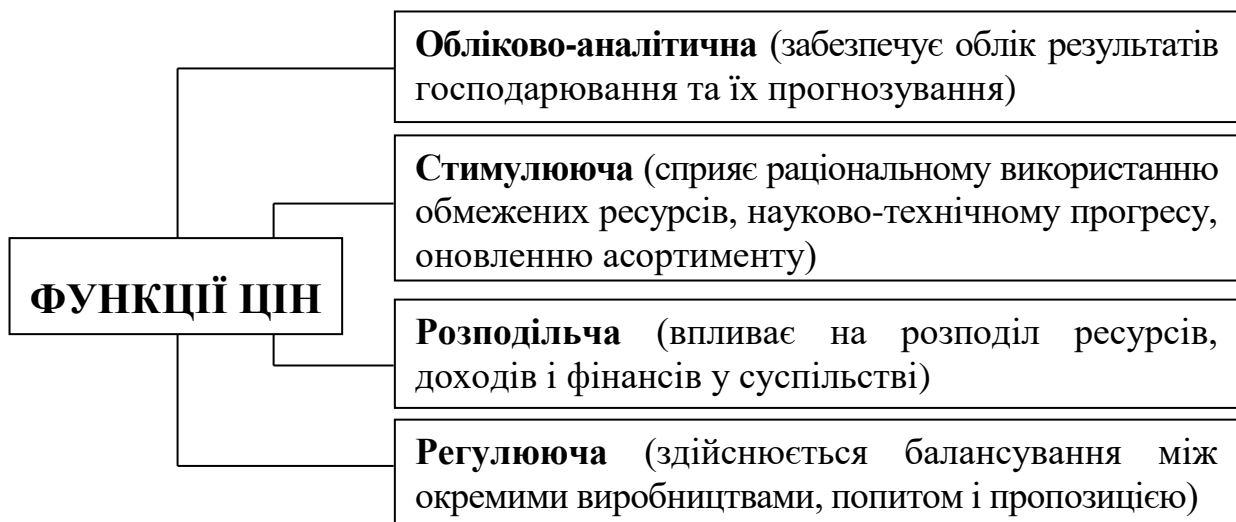 Обліково-аналітична (забезпечує облік результатів
господарювання та їх прогнозування)
Стимулююча (сприяє раціональному використанню
обмежених ресурсів, науково-технічному прогресу,
оновленню асортименту)
ФУНКЦІЇ ЦІН
Розподільча (впливає на розподіл ресурсів,
доходів і фінансів у суспільстві)
Регулююча (здійснюється балансування між
окремими виробництвами, попитом і пропозицією)